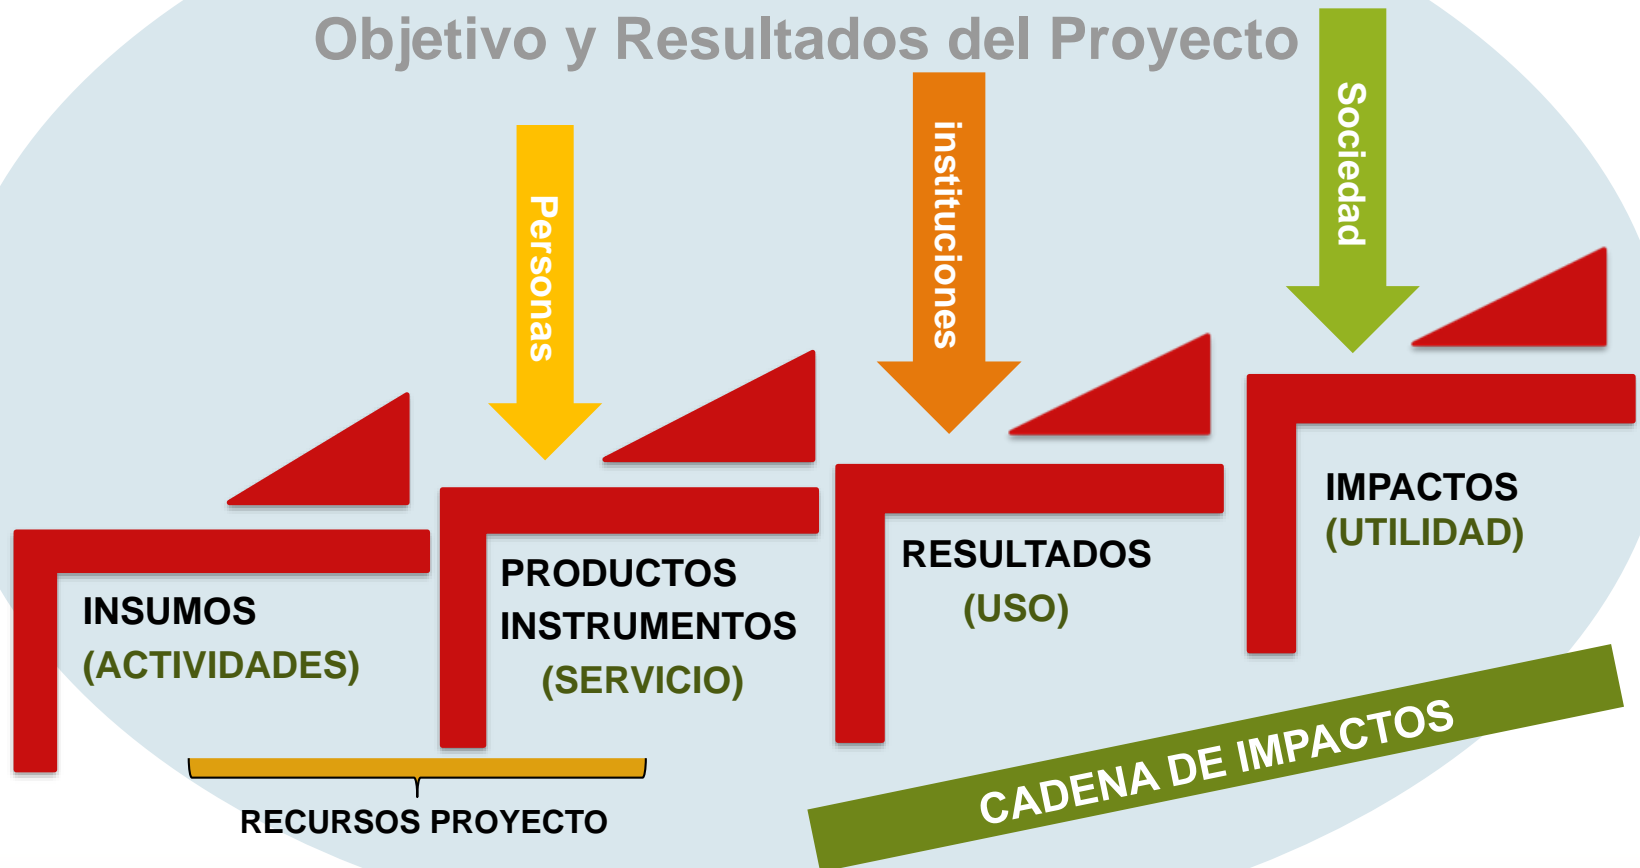 Objetivo y Resultados del Proyecto
Personas
instituciones
Sociedad
INSUMOS
(ACTIVIDADES)
PRODUCTOS
INSTRUMENTOS
(SERVICIO)
RESULTADOS
(USO)
IMPACTOS
(UTILIDAD)
RECURSOS PROYECTO
CADENA DE IMPACTOS